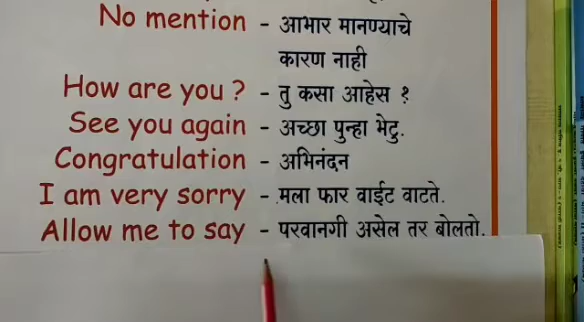 No mention - आभार मानण्याचे
कारण नाही
How are you ? - तु कसा आहेस ?
See you again - अच्छा पुन्हा भेटु.
Congratulation - अभिनंदन
I am very sorry - मला फार वाईट वाटते.
Allow me to say - परवानगी असेल तर बोलतो.